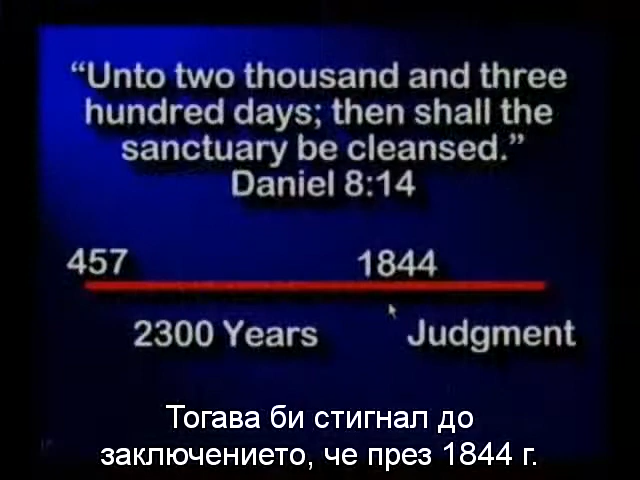 “Unto two thousand and three
hundred days; then shall the
sanctuary be cleansed.”
Daniel 8:14
457 1844
2300 Years Judgment
Тогава би стигнал до
заключението, че през 1844 г.